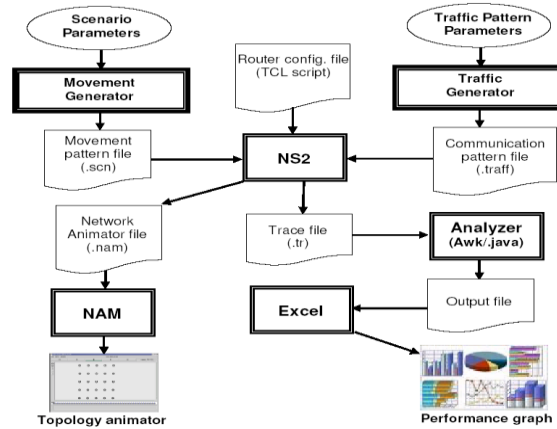 Scenario
Parameters
Traffic Pattern
Parameters
Movement
Generator
Router config. file
(TCL script)
Traffic
Generator
Movement
pattern file
(.scn)
NS2
Communication
pattern file
(.traff)
Network
Animator file
(.nam)
Trace file
(.tr)
Analyzer
(Awk/.java)
NAM
Excel
Output file
Topology animator
Performance graph